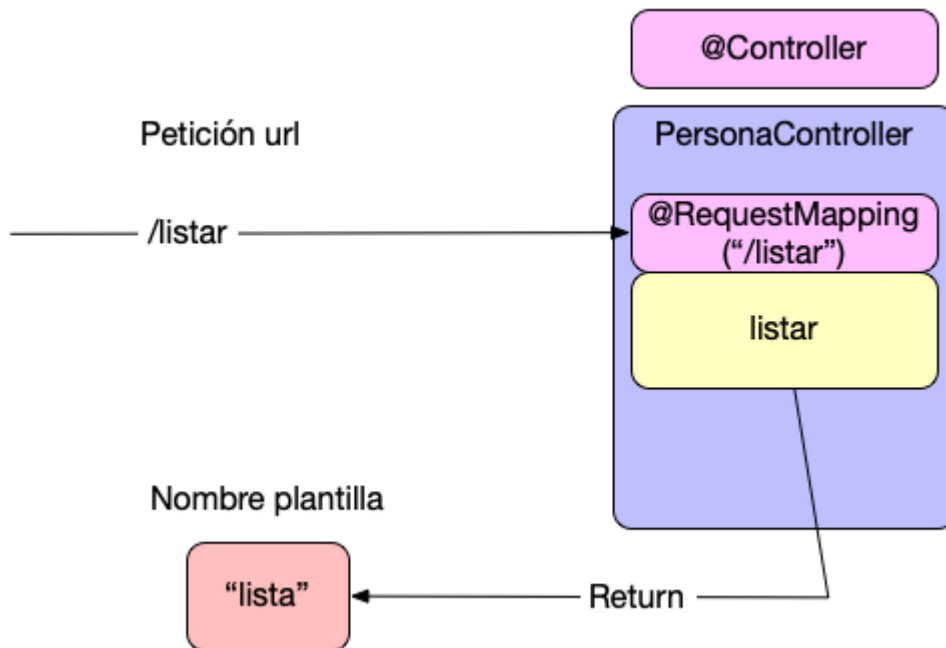 @Controller
Petición url
PersonaController
/listar
@RequestMapping
(“/listar”)
listar
Nombre plantilla
“lista”
Return